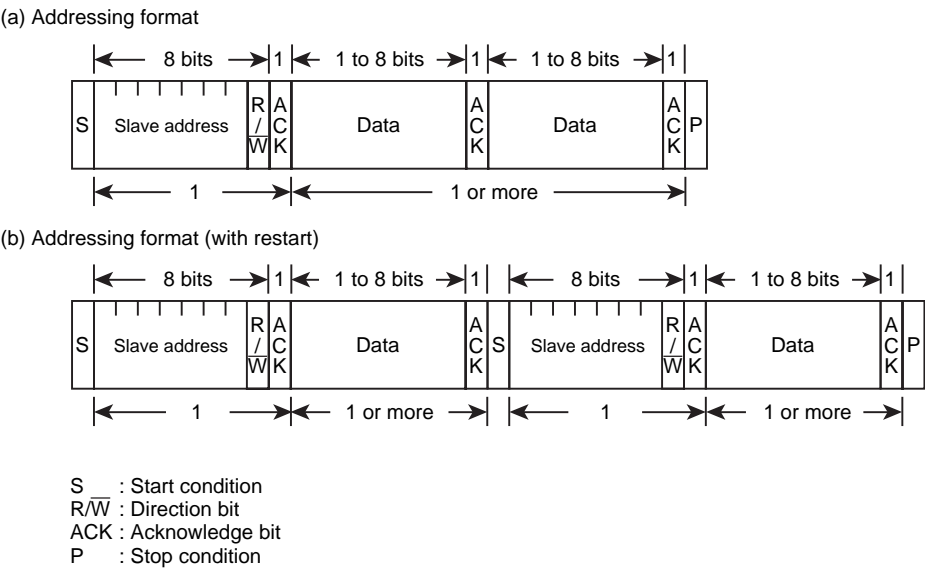 (a) Addressing format
8 bits 1 1 to 8 bits 1 1 to 8 bits 1
S Slave address R/W̅ ACK Data ACK Data ACK P
1 1 or more
(b) Addressing format (with restart)
8 bits 1 1 to 8 bits 1 8 bits 1 1 to 8 bits 1
S Slave address R/W̅ ACK Data ACK S Slave address R/W̅ ACK Data ACK P
1 1 or more 1 1 or more
S : Start condition
R/W̅ : Direction bit
ACK : Acknowledge bit
P : Stop condition